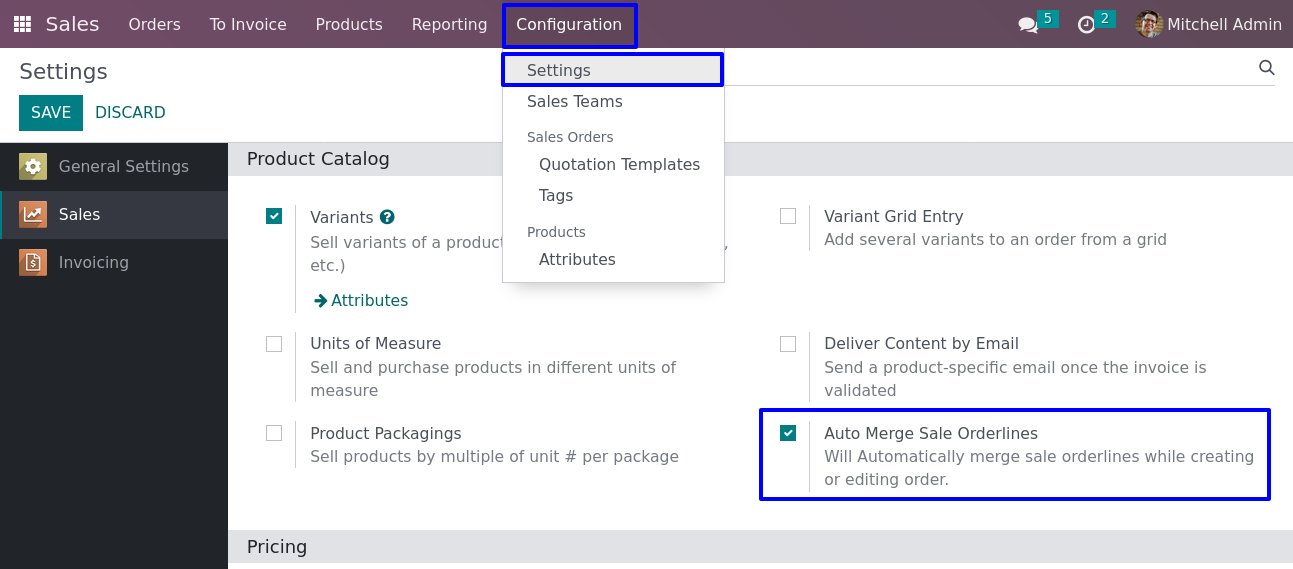 Sales Orders To Invoice Products Reporting Configuration 5 2 Mitchell Admin
Settings
SAVE DISCARD
Settings
Sales Teams
Sales Orders
Quotation Templates
Tags
Products
Attributes
General Settings
Sales
Invoicing
Product Catalog
Variants
Sell variants of a product
, 
etc.)
Attributes
Variant Grid Entry
Add several variants to an order from a grid
Units of Measure
Sell and purchase products in different units of
measure
Deliver Content by Email
Send a product-specific email once the invoice is
validated
Product Packagings
Sell products by multiple of unit # per package
Auto Merge Sale Orderlines
Will Automatically merge sale orderlines while creating
or editing order.
Pricing